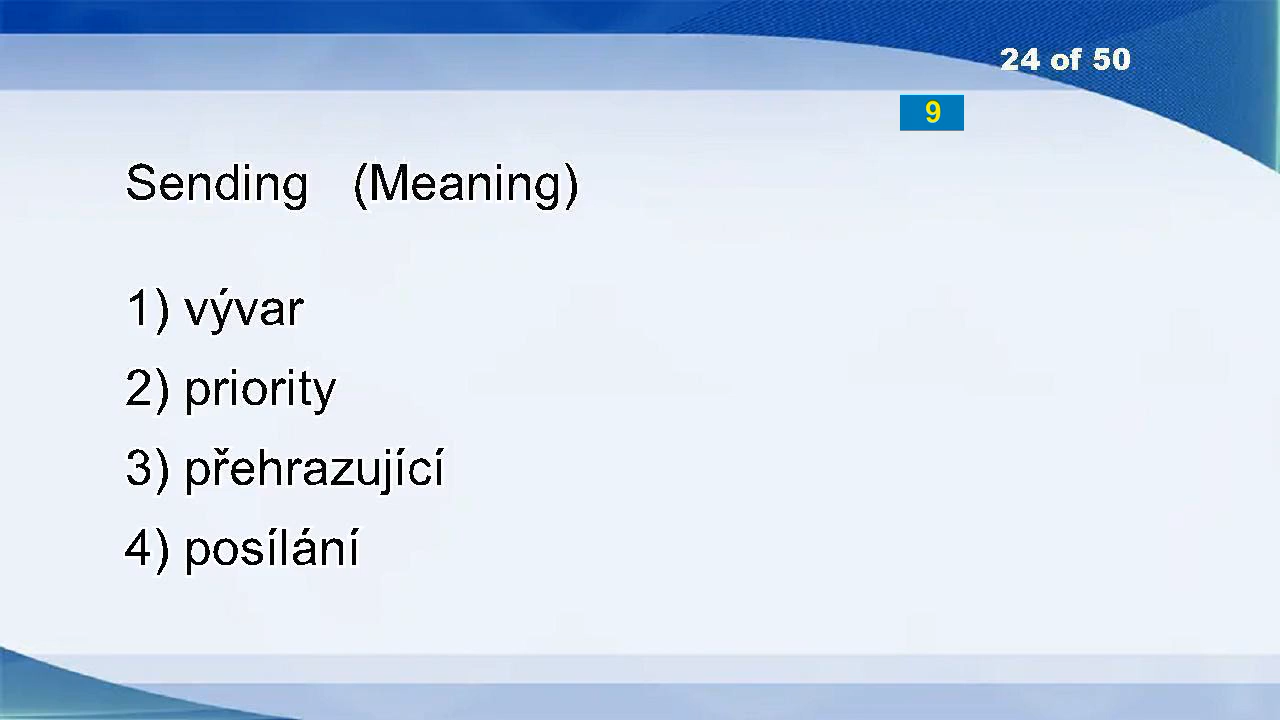 24 of 50
9
Sending (Meaning)
1) vývar
2) priority
3) přehrazující
4) posílání